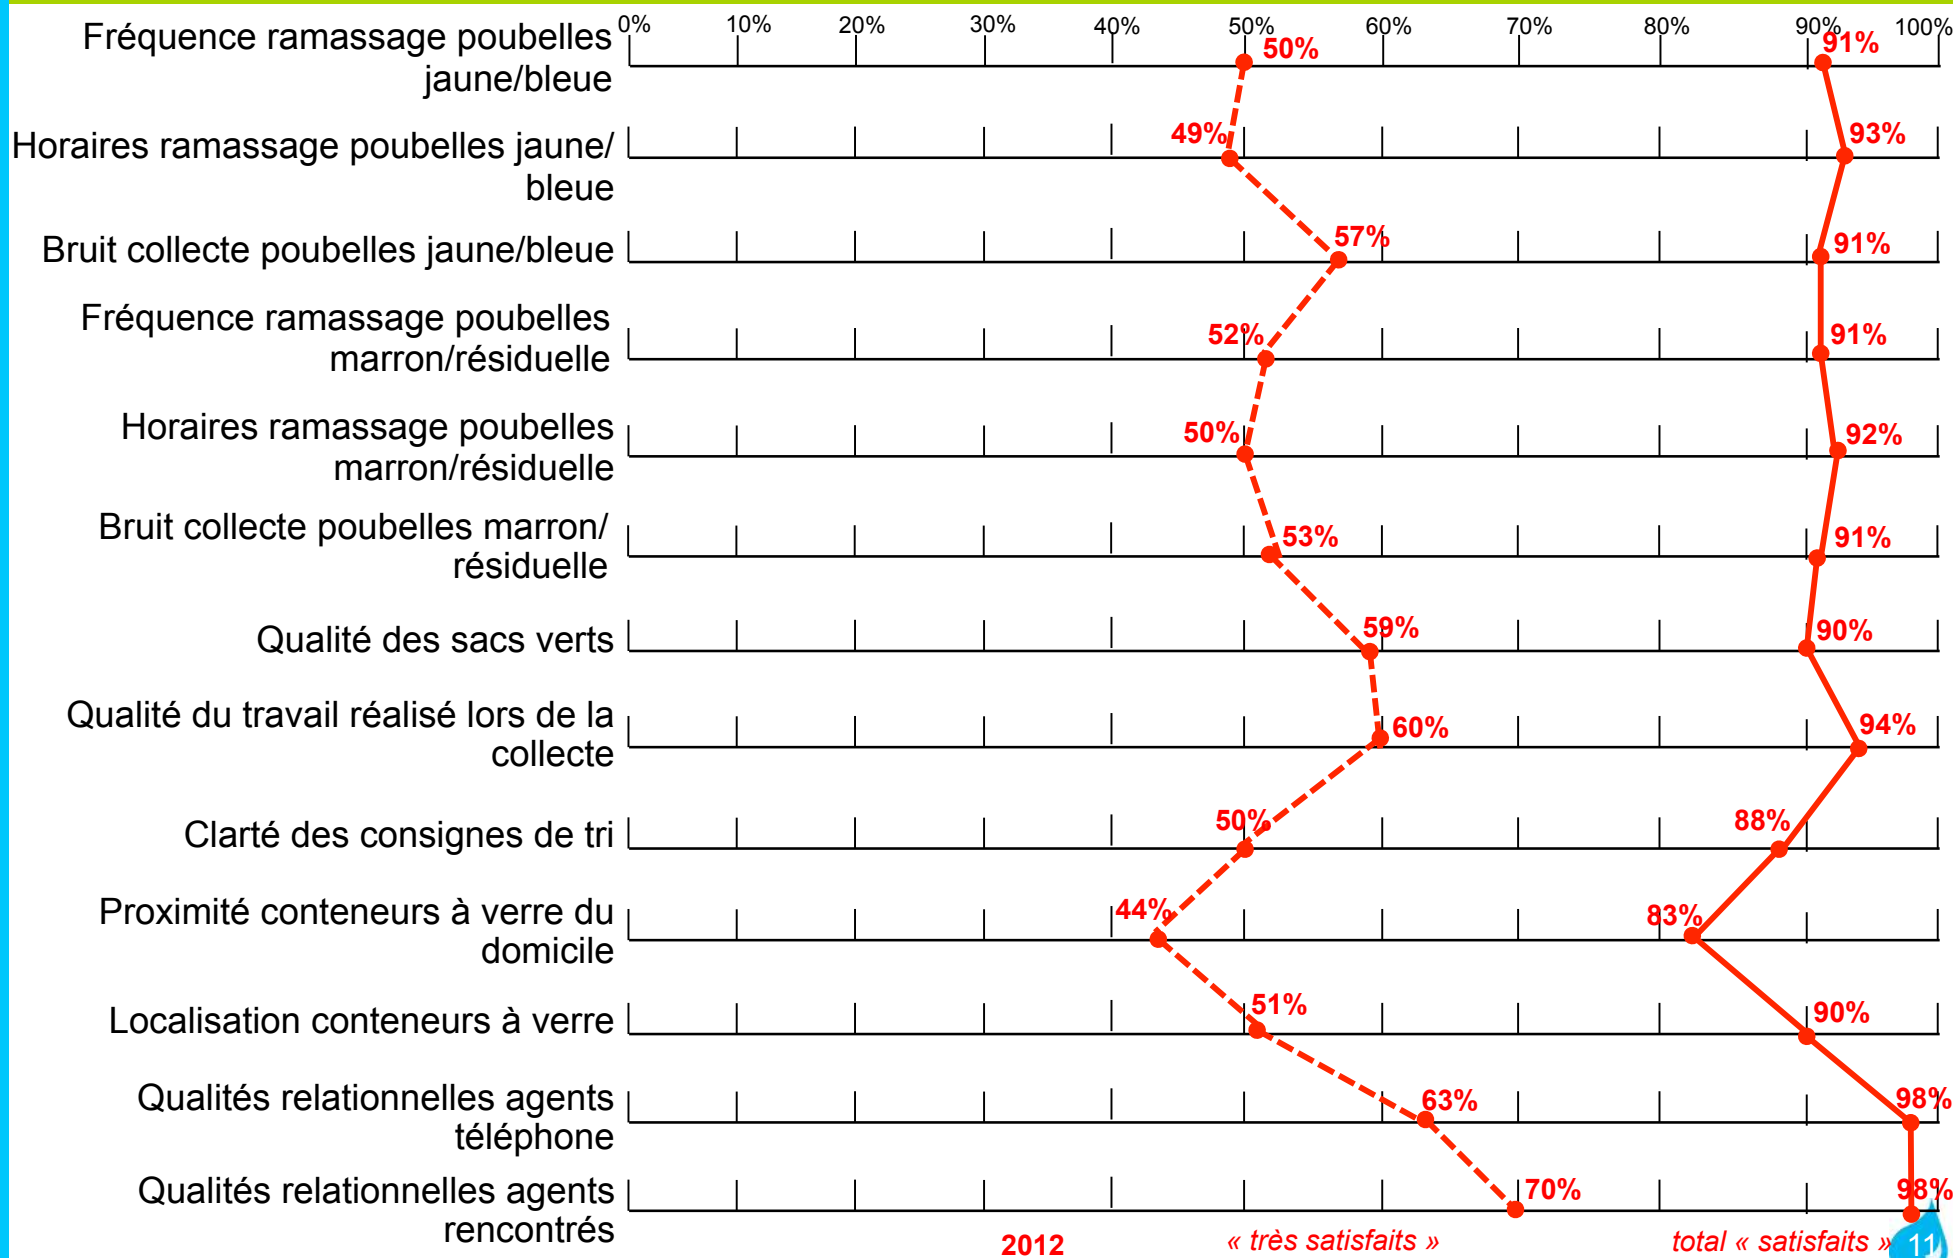 0% 10% 20% 30% 40% 50% 60% 70% 80% 90% 100%
Fréquence ramassage poubelles
jaune/bleue
50% 91%
Horaires ramassage poubelles jaune/
bleue
49% 93%
Bruit collecte poubelles jaune/bleue
57% 91%
Fréquence ramassage poubelles
marron/résiduelle
52% 91%
Horaires ramassage poubelles
marron/résiduelle
50% 92%
Bruit collecte poubelles marron/
résiduelle
53% 91%
Qualité des sacs verts
59% 90%
Qualité du travail réalisé lors de la
collecte
60% 94%
Clarté des consignes de tri
50% 88%
Proximité conteneurs à verre du
domicile
44% 83%
Localisation conteneurs à verre
51% 90%
Qualités relationnelles agents
téléphone
63% 98%
Qualités relationnelles agents
rencontrés
70% 98%
2012 « très satisfaits » total « satisfaits » 11